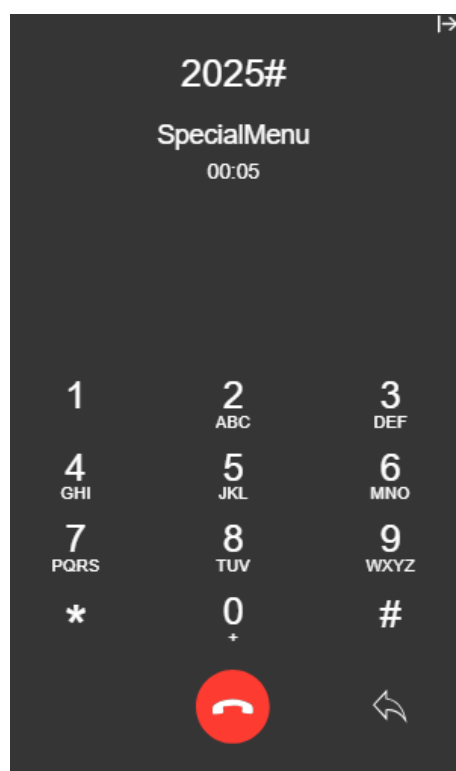 2025#
SpecialMenu
00:05
1 2 3
ABC DEF
4 5 6
GHI JKL MNO
7 8 9
PQRS TUV WXYZ
* 0 #
+